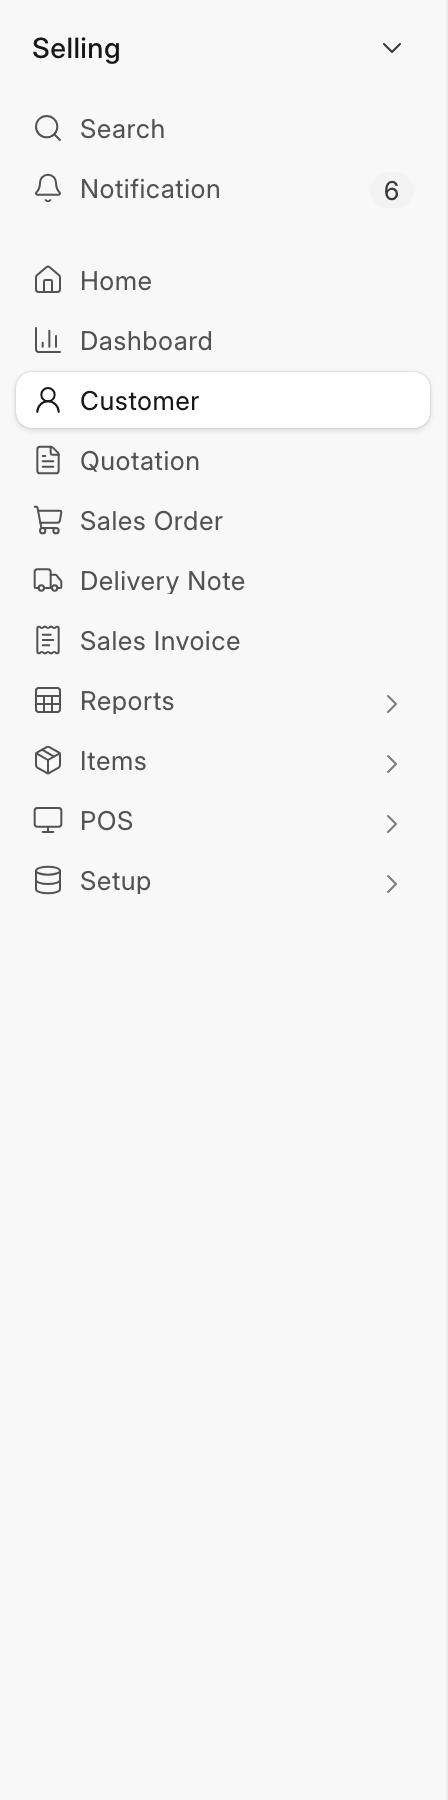 Selling
Search
Notification 6
Home
Dashboard
Customer
Quotation
Sales Order
Delivery Note
Sales Invoice
Reports
Items
POS
Setup